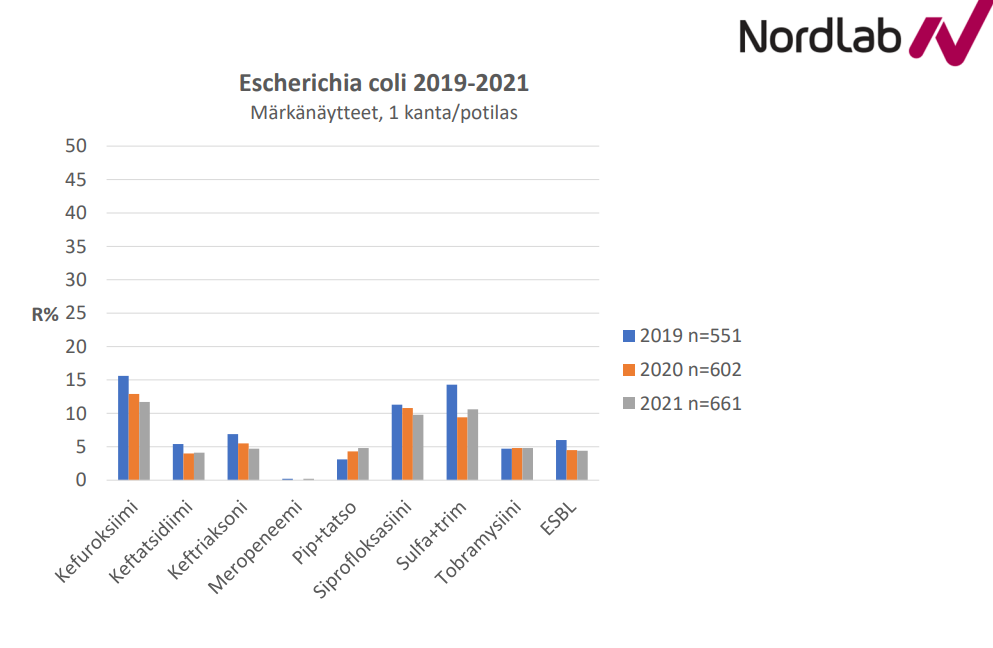 NordLab
Escherichia coli 2019-2021
Märkänäytteet, 1 kanta/potilas
50
45
40
35
30
R% 25
20
15
10
5
0
Kefuroksiimi
Keftatsidiimi
Keftriaksoni
Meropeneemi
Pip+tatso
Siprofloksasiini
Sulfa+trim
Tobramysiini
ESBL
2019 n=551
2020 n=602
2021 n=661